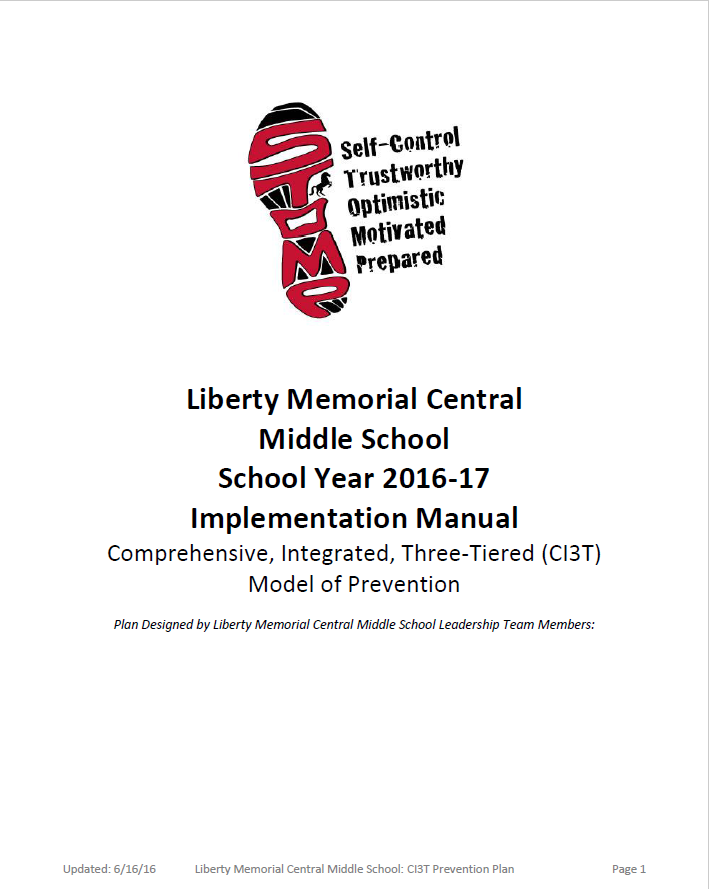 STOMP
Self-Control
Trustworthy
Optimistic
Motivated
Prepared
Liberty Memorial Central
Middle School
School Year 2016-17
Implementation Manual
Comprehensive, Integrated, Three-Tiered (CI3T)
Model of Prevention
Plan Designed by Liberty Memorial Central Middle School Leadership Team Members:
Updated: 6/16/16 Liberty Memorial Central Middle School: CI3T Prevention Plan Page 1